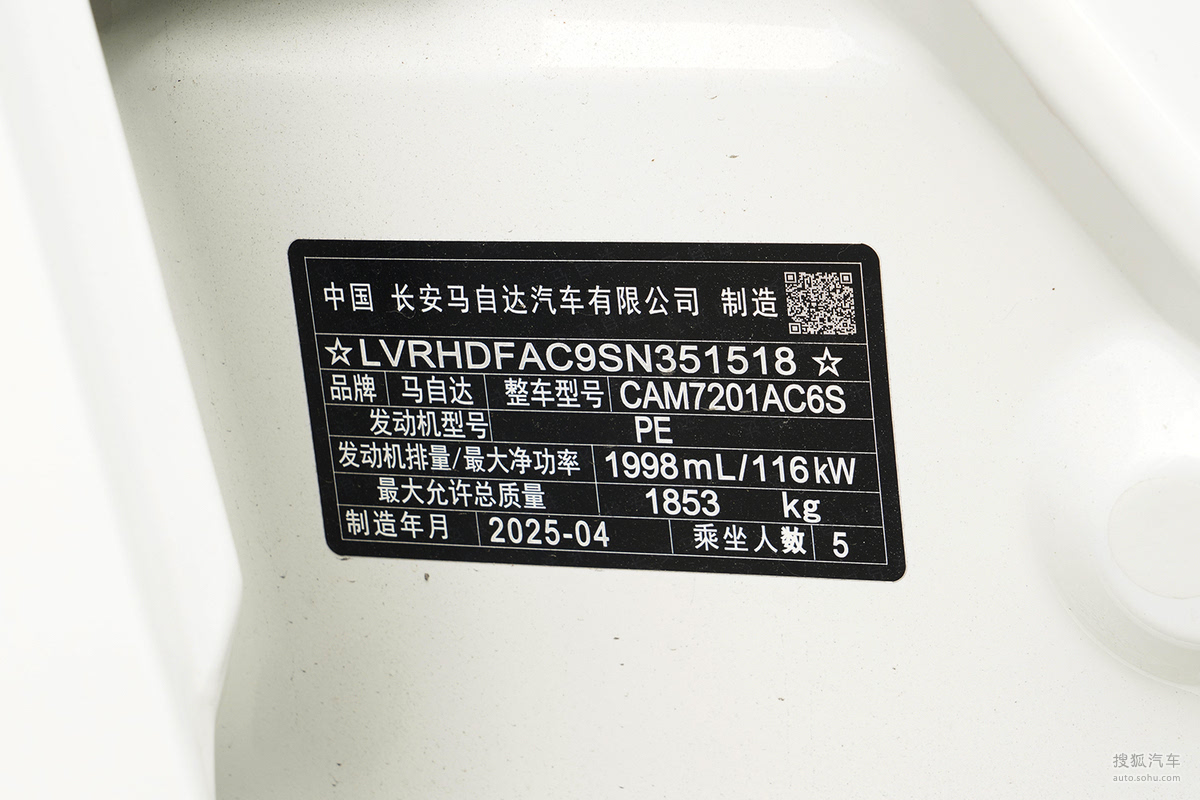 中国 长安马自达汽车有限公司 制造
☆LVRHDFAC9SN351518☆
品牌 马自达 整车型号 CAM7201AC6S
发动机型号 PE
发动机排量/最大净功率 1998mL/116kW
最大允许总质量 1853 kg
制造年月 2025-04 乘坐人数 5
搜狐汽车
auto.sohu.com